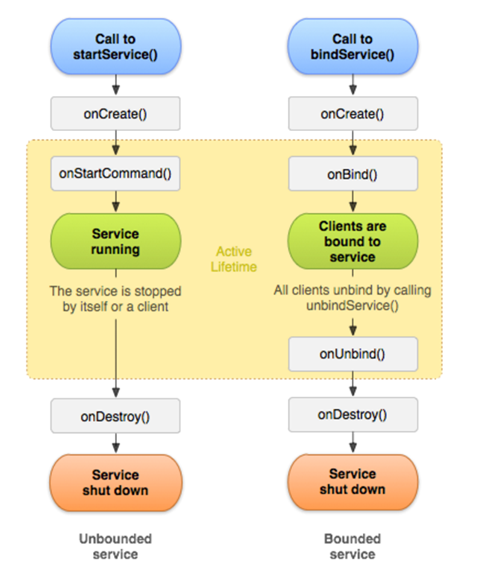 Call to
startService()
onCreate()
onStartCommand()
Service
running
The service is stopped
by itself or a client
onDestroy()
Service
shut down
Unbounded
service
Active
Lifetime
Call to
bindService()
onCreate()
onBind()
Clients are
bound to
service
All clients unbind by calling
unbindService()
onUnbind()
onDestroy()
Service
shut down
Bounded
service